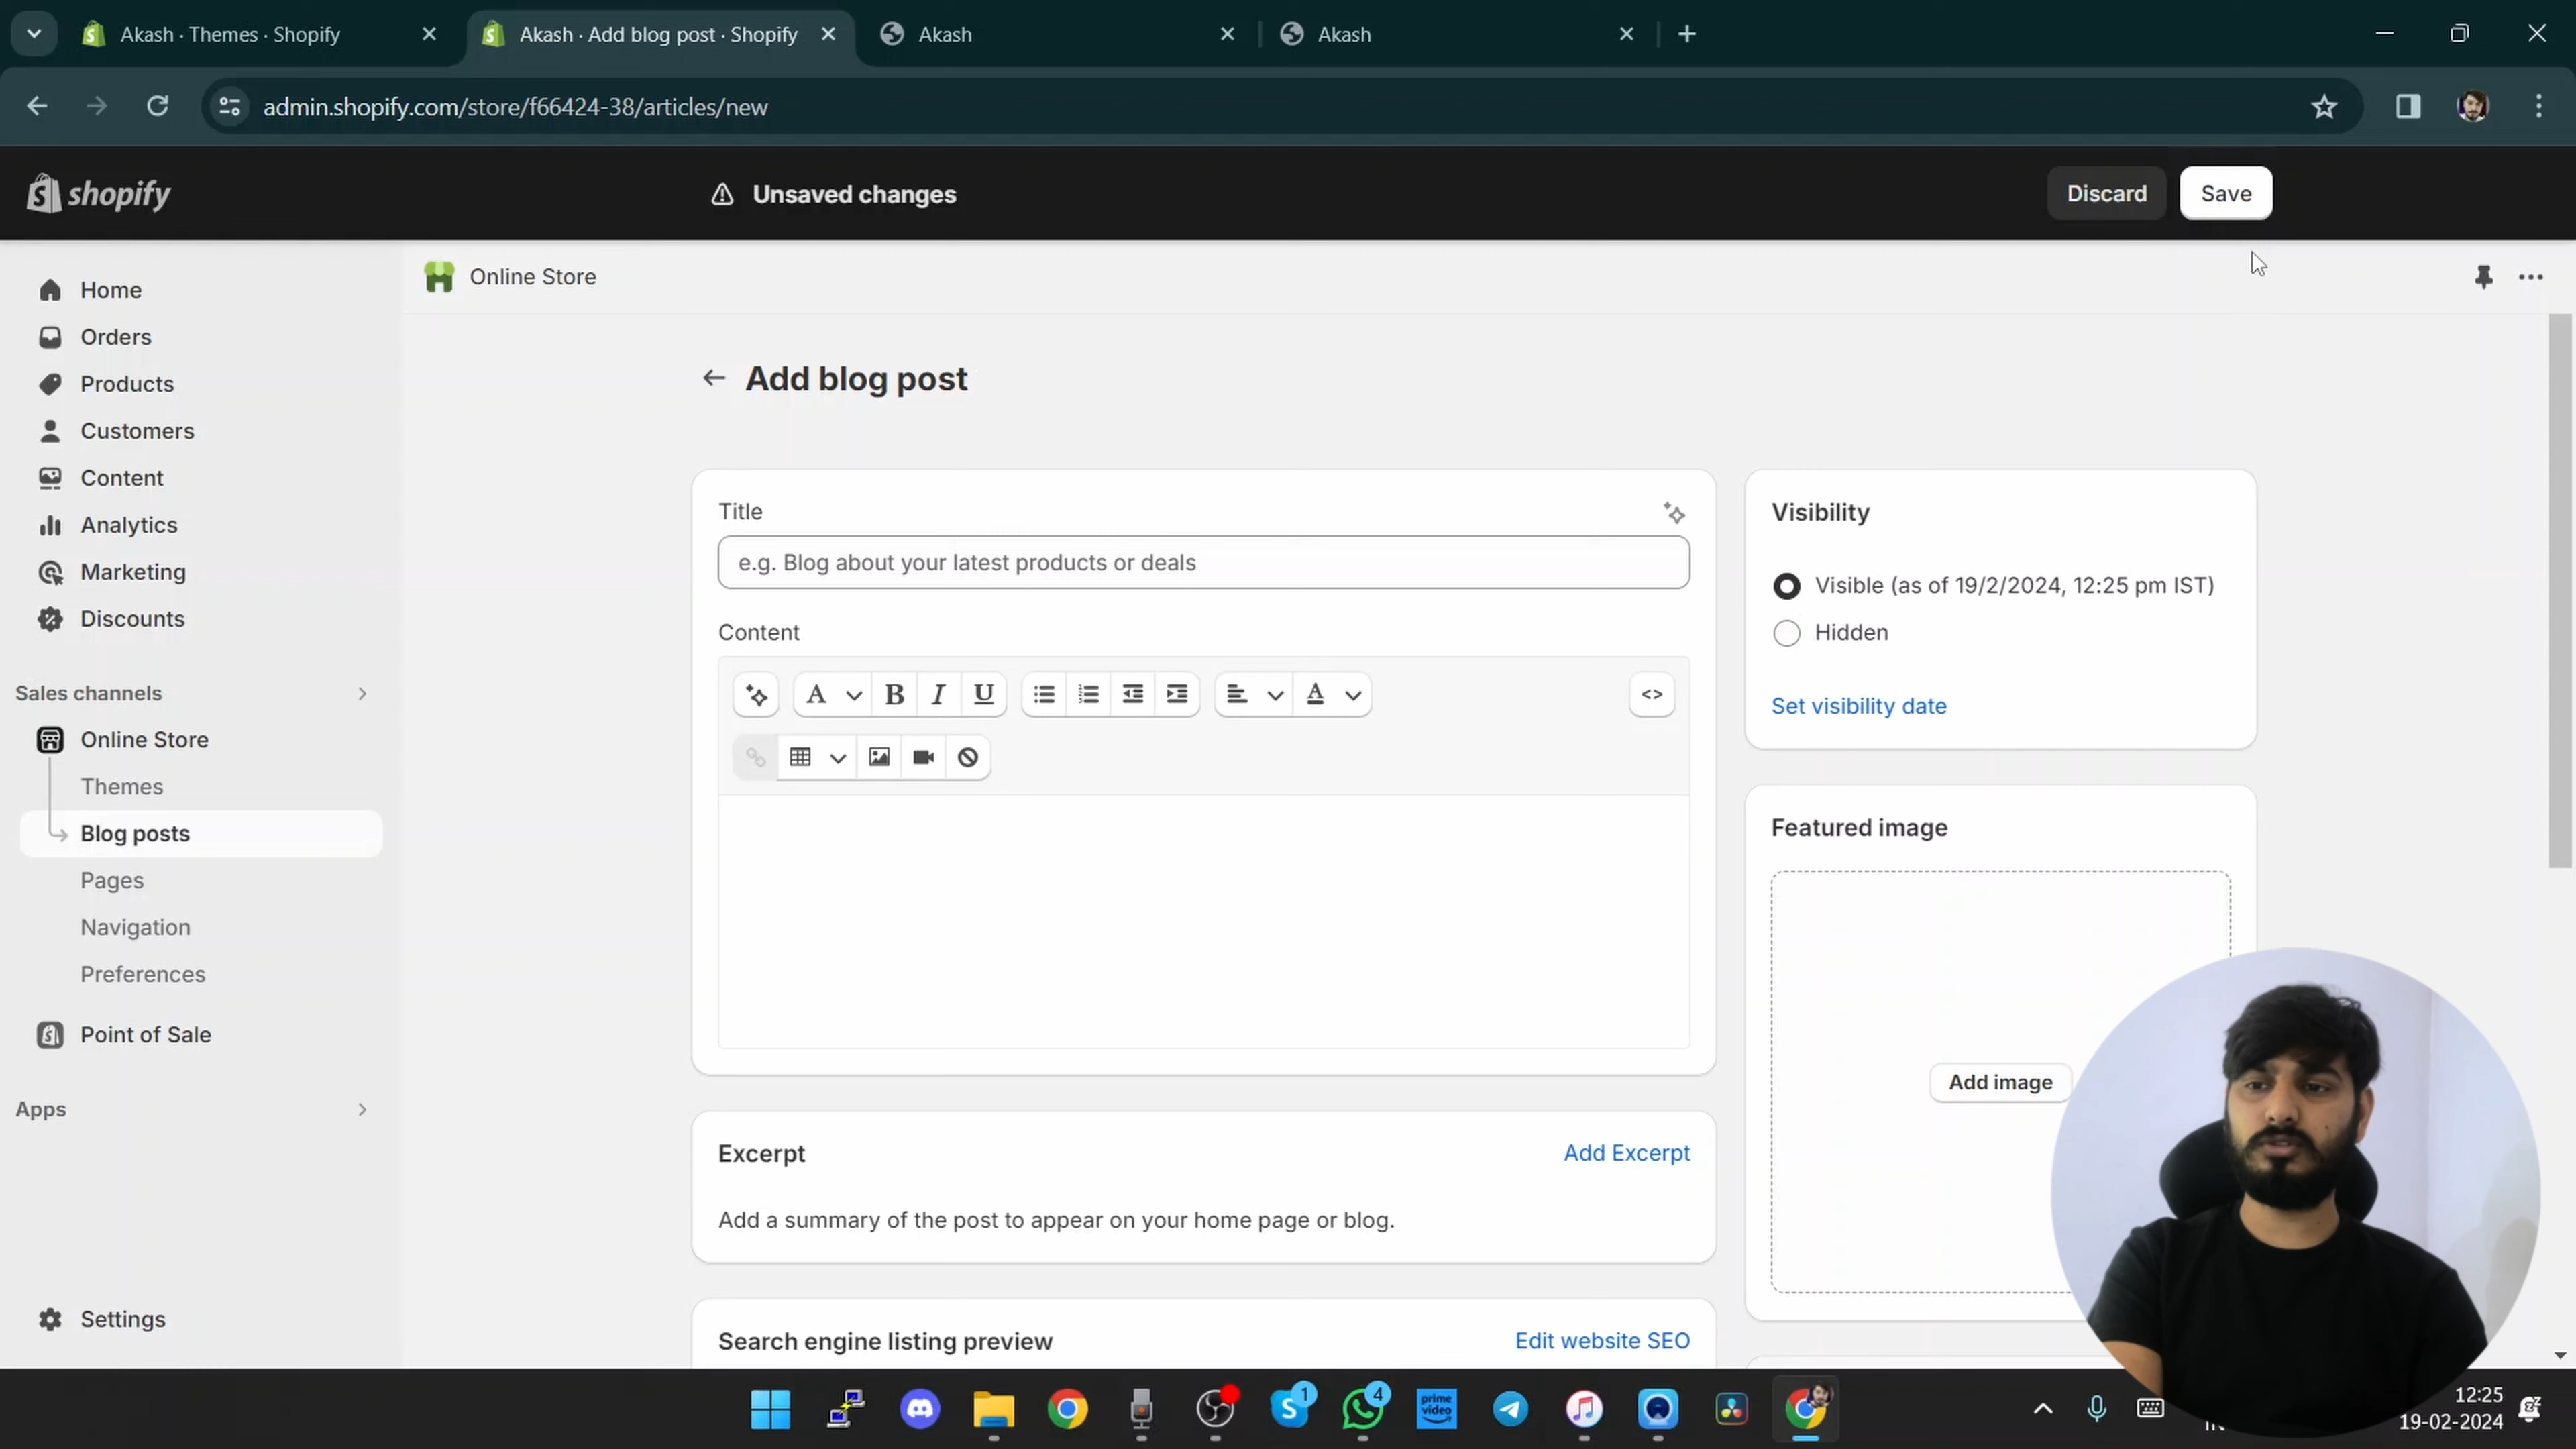 Akash · Themes · Shopify
Akash · Add blog post · Shopify
Akash
Akash
admin.shopify.com/store/f66424-38/articles/new
shopify
Unsaved changes
Discard
Save
Home
Orders
Products
Customers
Content
Analytics
Marketing
Discounts
Sales channels
Online Store
Themes
Blog posts
Pages
Navigation
Preferences
Point of Sale
Apps
Settings
Online Store
Add blog post
Title
e.g. Blog about your latest products or deals
Content
A
B
I
U
A
<>
Excerpt
Add Excerpt
Add a summary of the post to appear on your home page or blog.
Search engine listing preview
Edit website SEO
Visibility
Visible (as of 19/2/2024, 12:25 pm IST)
Hidden
Set visibility date
Featured image
Add image
1
4
prime video
12:25
19-02-2024